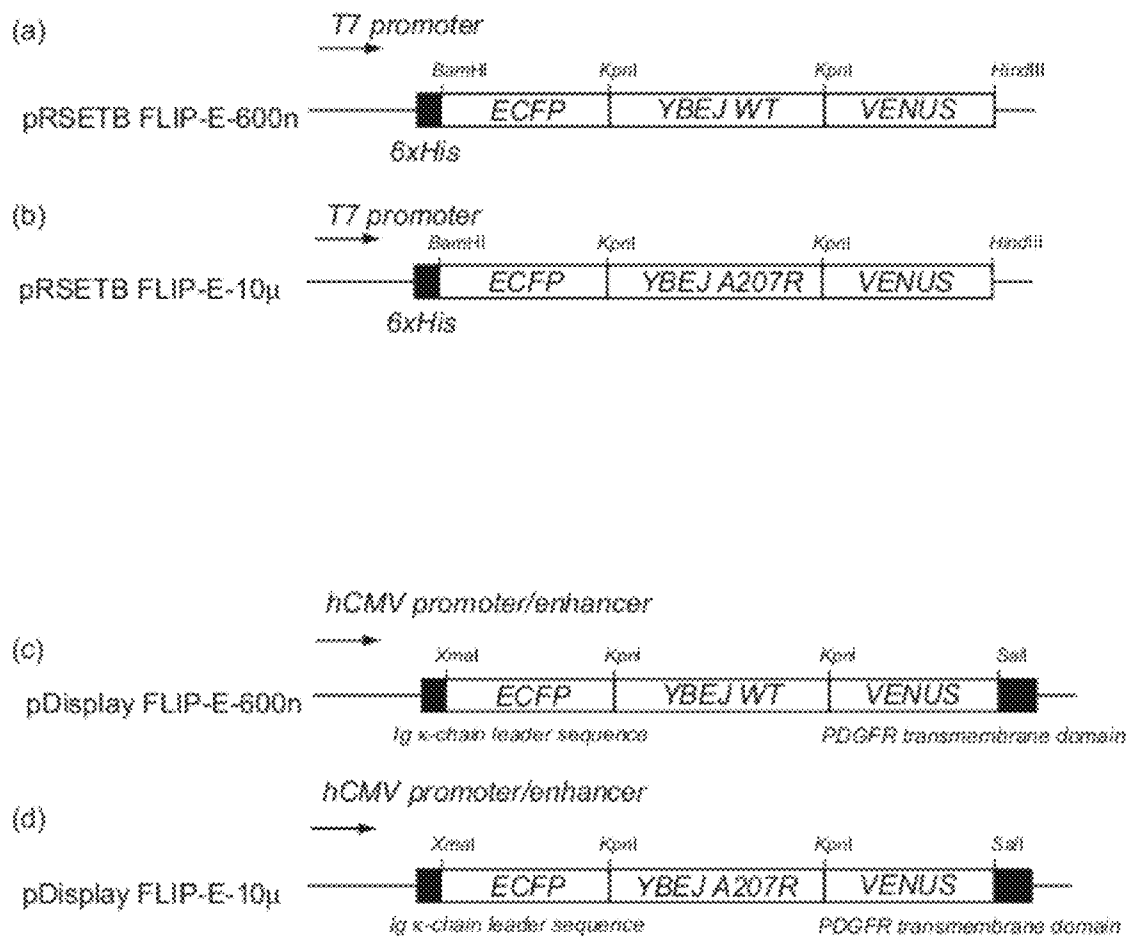 (a)
T7 promoter
BamHI KpnI KpnI HindIII
pRSETB FLIP-E-600n
ECFP YBEJ WT VENUS
6xHis
(b)
T7 promoter
BamHI KpnI KpnI HindIII
pRSETB FLIP-E-10μ
ECFP YBEJ A207R VENUS
6xHis
hCMV promoter/enhancer
(c)
XmaI KpnI KpnI SalI
pDisplay FLIP-E-600n
ECFP YBEJ WT VENUS
Ig κ-chain leader sequence PDGFR transmembrane domain
hCMV promoter/enhancer
(d)
XmaI KpnI KpnI SalI
pDisplay FLIP-E-10μ
ECFP YBEJ A207R VENUS
Ig κ-chain leader sequence PDGFR transmembrane domain